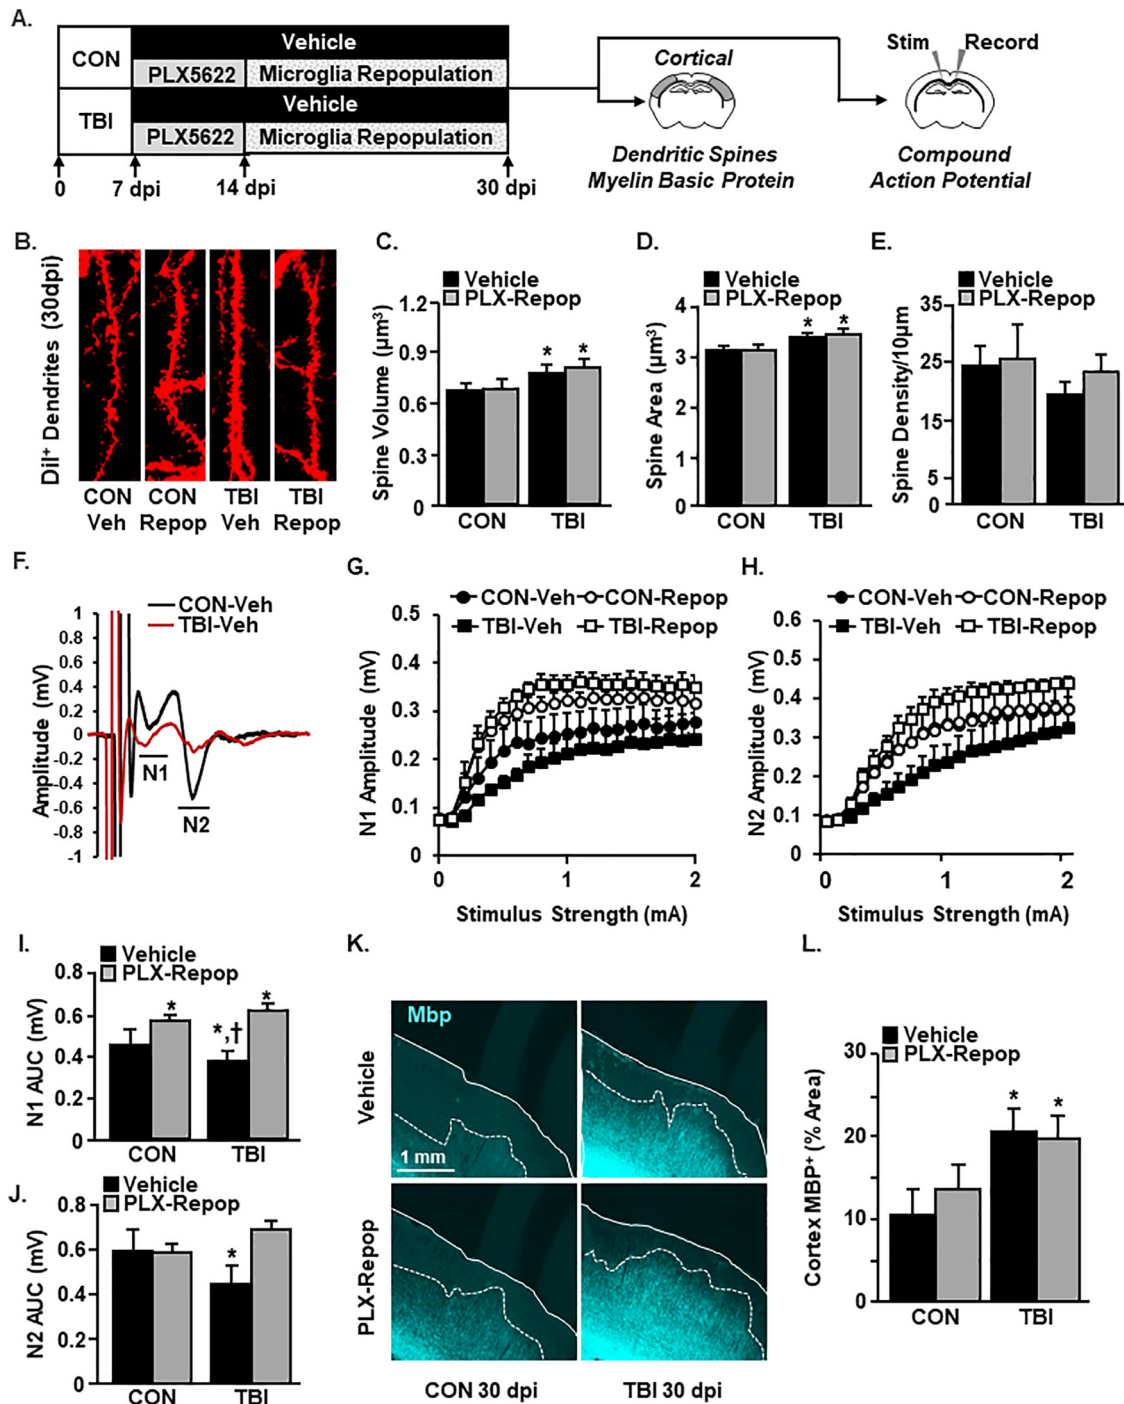 A.
CON
TBI
Vehicle
PLX5622
Microglia Repopulation
Vehicle
PLX5622
Microglia Repopulation
0
7 dpi
14 dpi
30 dpi
Cortical
Dendritic Spines
Myelin Basic Protein
Stim
Record
Compound
Action Potential
B.
DiI⁺ Dendrites (30dpi)
CON
Veh
CON
Repop
TBI
Veh
TBI
Repop
C.
Vehicle
PLX-Repop
Spine Volume (µm³)
1.2
0.9
0.6
0.3
0
*
*
CON
TBI
D.
Vehicle
PLX-Repop
Spine Area (µm³)
4
3
2
1
0
*
*
CON
TBI
E.
Vehicle
PLX-Repop
Spine Density/10µm
35
25
15
5
0
CON
TBI
F.
CON-Veh
TBI-Veh
Amplitude (mV)
1
0.8
0.6
0.4
0.2
0
-0.2
-0.4
-0.6
-0.8
-1
N1
N2
G.
CON-Veh
CON-Repop
TBI-Veh
TBI-Repop
N1 Amplitude (mV)
0.5
0.4
0.3
0.2
0.1
0
0
1
2
Stimulus Strength (mA)
H.
CON-Veh
CON-Repop
TBI-Veh
TBI-Repop
N2 Amplitude (mV)
0.6
0.5
0.4
0.3
0.2
0.1
0
0
1
2
Stimulus Strength (mA)
I.
Vehicle
PLX-Repop
N1 AUC (mV)
0.8
0.6
0.4
0.2
0
*
*,†
*
CON
TBI
J.
Vehicle
PLX-Repop
N2 AUC (mV)
0.8
0.6
0.4
0.2
0
*
CON
TBI
K.
Mbp
Vehicle
1 mm
PLX-Repop
CON 30 dpi
TBI 30 dpi
L.
Vehicle
PLX-Repop
Cortex MBP⁺ (% Area)
30
20
10
0
*
*
CON
TBI